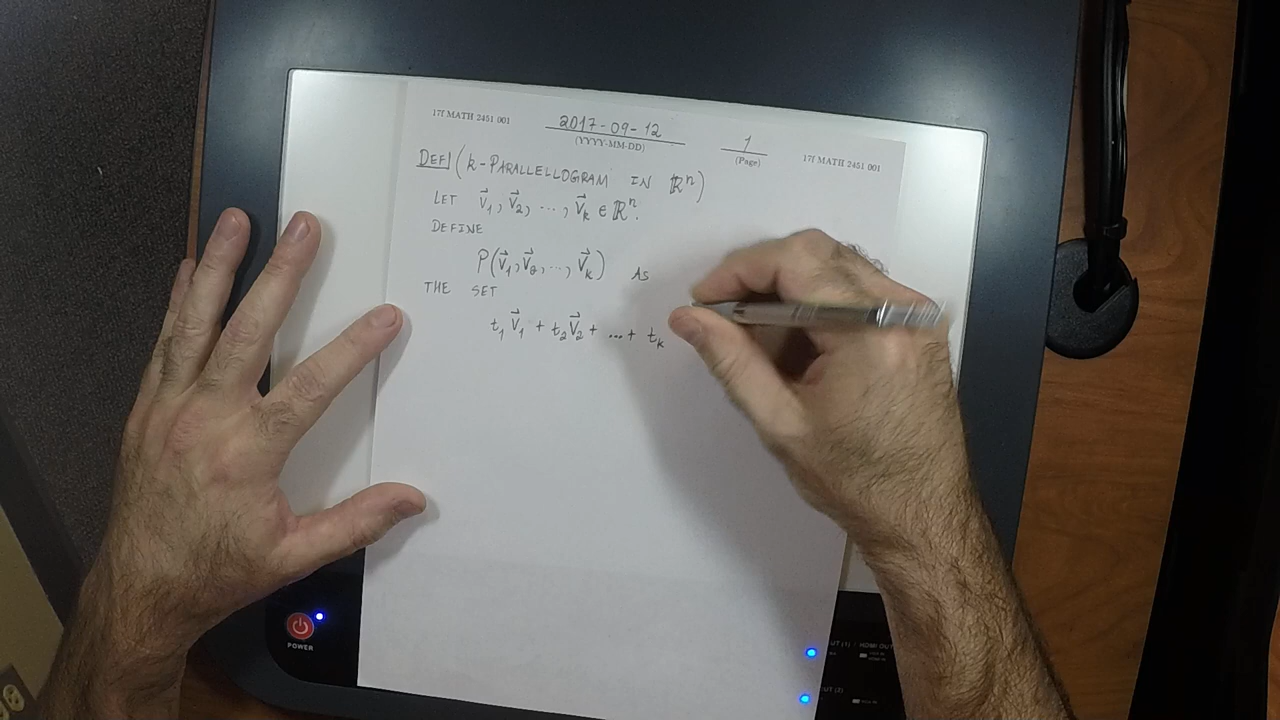 17f MATH 2451 001 2017-09-12 1 17f MATH 2451 001
(YYYY-MM-DD) (Page)
DEF (k-PARALLELLOGRAM IN ℝⁿ)
LET v⃗₁, v⃗₂, ..., v⃗ₖ ∈ ℝⁿ.
DEFINE
P(v⃗₁, v⃗₂, ..., v⃗ₖ) AS
THE SET
t₁v⃗₁ + t₂v⃗₂ + ... + tₖ
POWER